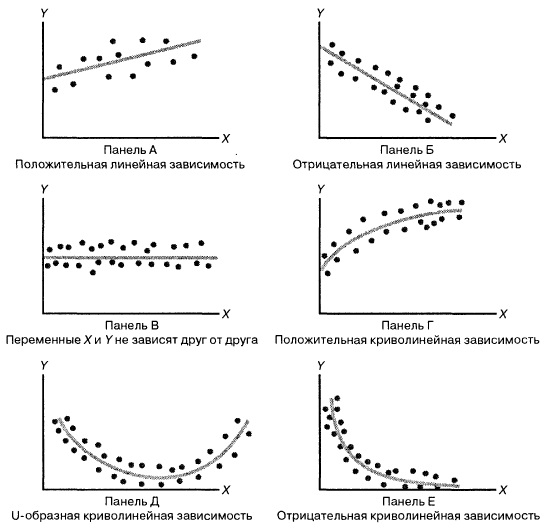 Y
Y
X
X
Панель А
Панель Б
Положительная линейная зависимость
Отрицательная линейная зависимость
Y
Y
X
X
Панель В
Панель Г
Переменные X и Y не зависят друг от друга
Положительная криволинейная зависимость
Y
Y
X
X
Панель Д
Панель Е
U-образная криволинейная зависимость
Отрицательная криволинейная зависимость